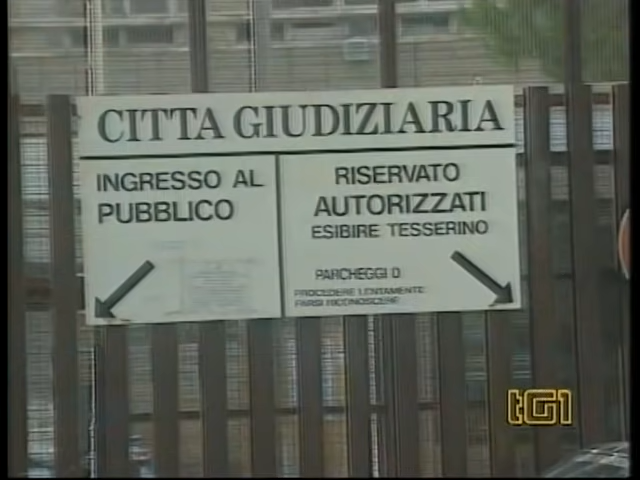 CITTA GIUDIZIARIA
INGRESSO AL
PUBBLICO
RISERVATO
AUTORIZZATI
ESIBIRE TESSERINO
PARCHEGGI O
PROCEDERE LENTAMENTE
FARSI RICONOSCERE
tG1